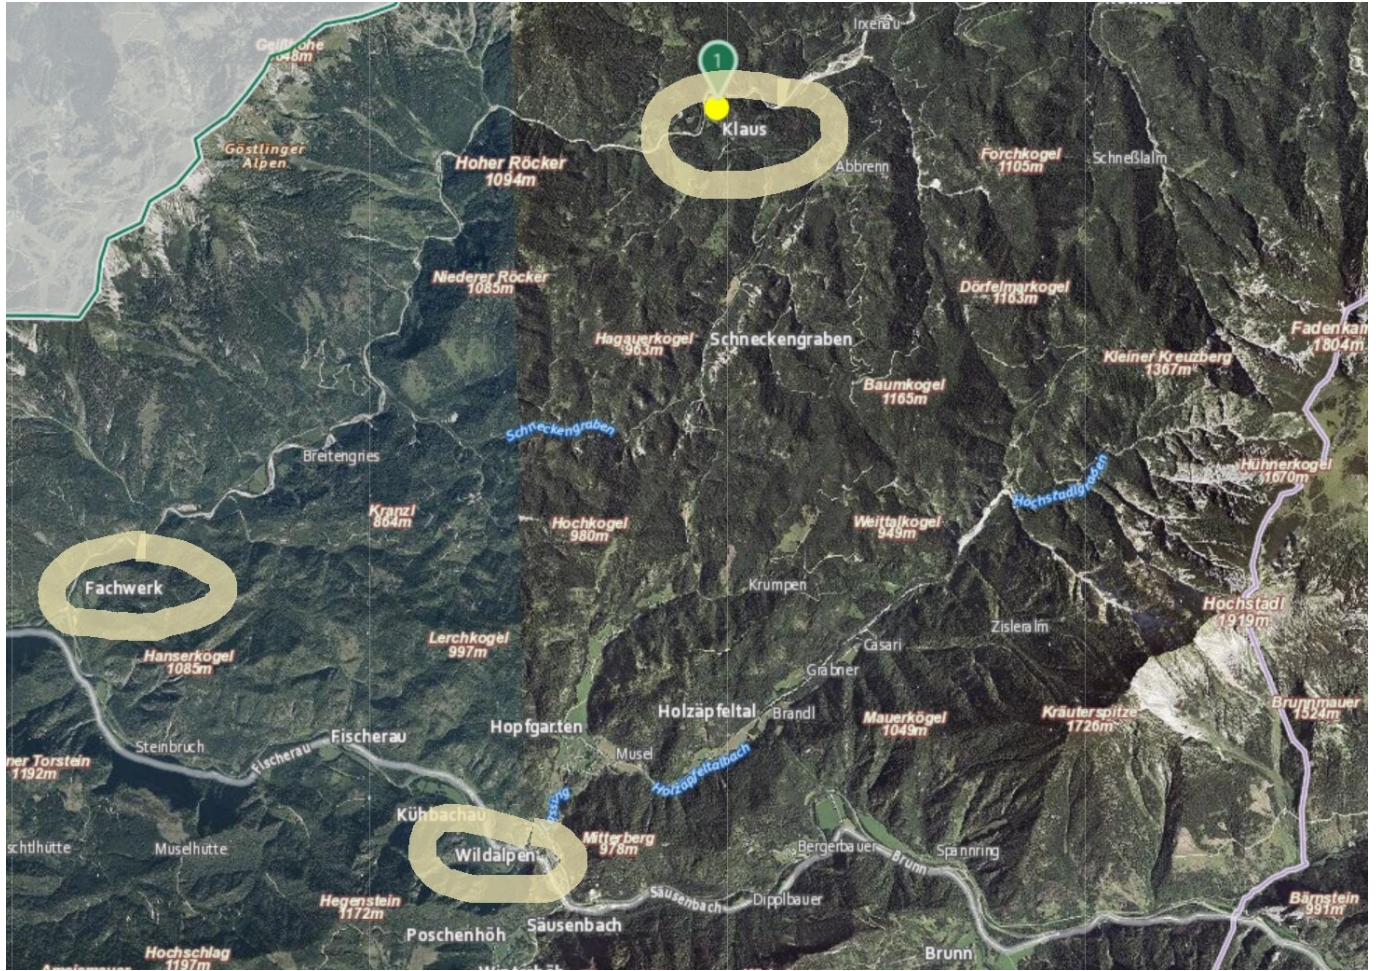 Irxenau
1
Klaus
Göstlinger
Alpen
Hoher Röcker
1094m
Abbrenn
Forchkogel
1105m
Schneßlalm
Niederer Röcker
1085m
Dörfelmarkogel
1163m
Hagauerkogel
963m
Schneckengraben
Kleiner Kreuzberg
1367m
1804m
Baumkogel
1165m
Schneckengraben
Breitengries
Hühnerkogel
1670m
Hochstadlgraben
Kranzl
864m
Hochkogel
980m
Weittalkogel
949m
Fachwerk
Krumpen
Hochstadl
1919m
Zisleralm
Lerchkogel
997m
Hanserkogel
1085m
Casari
Grabner
Holzäpfeltal
Brandl
Mauerkogel
1049m
Kräuterspitze
1726m
Brunnmauer
1524m
Hopfgarten
Fischerau
Steinbruch
Fischerau
Musel
1192m
Holzäpfeltalbach
Kühbachau
Mitterberg
978m
Wildalpen
Muselhütte
Bergerbauer
Brunn
Spannring
Säusenbach
Dipplbauer
Hegenstein
1172m
Bärnstein
991m
Säusenbach
Poschenhöh
Hochschlag
1197m
Brunn